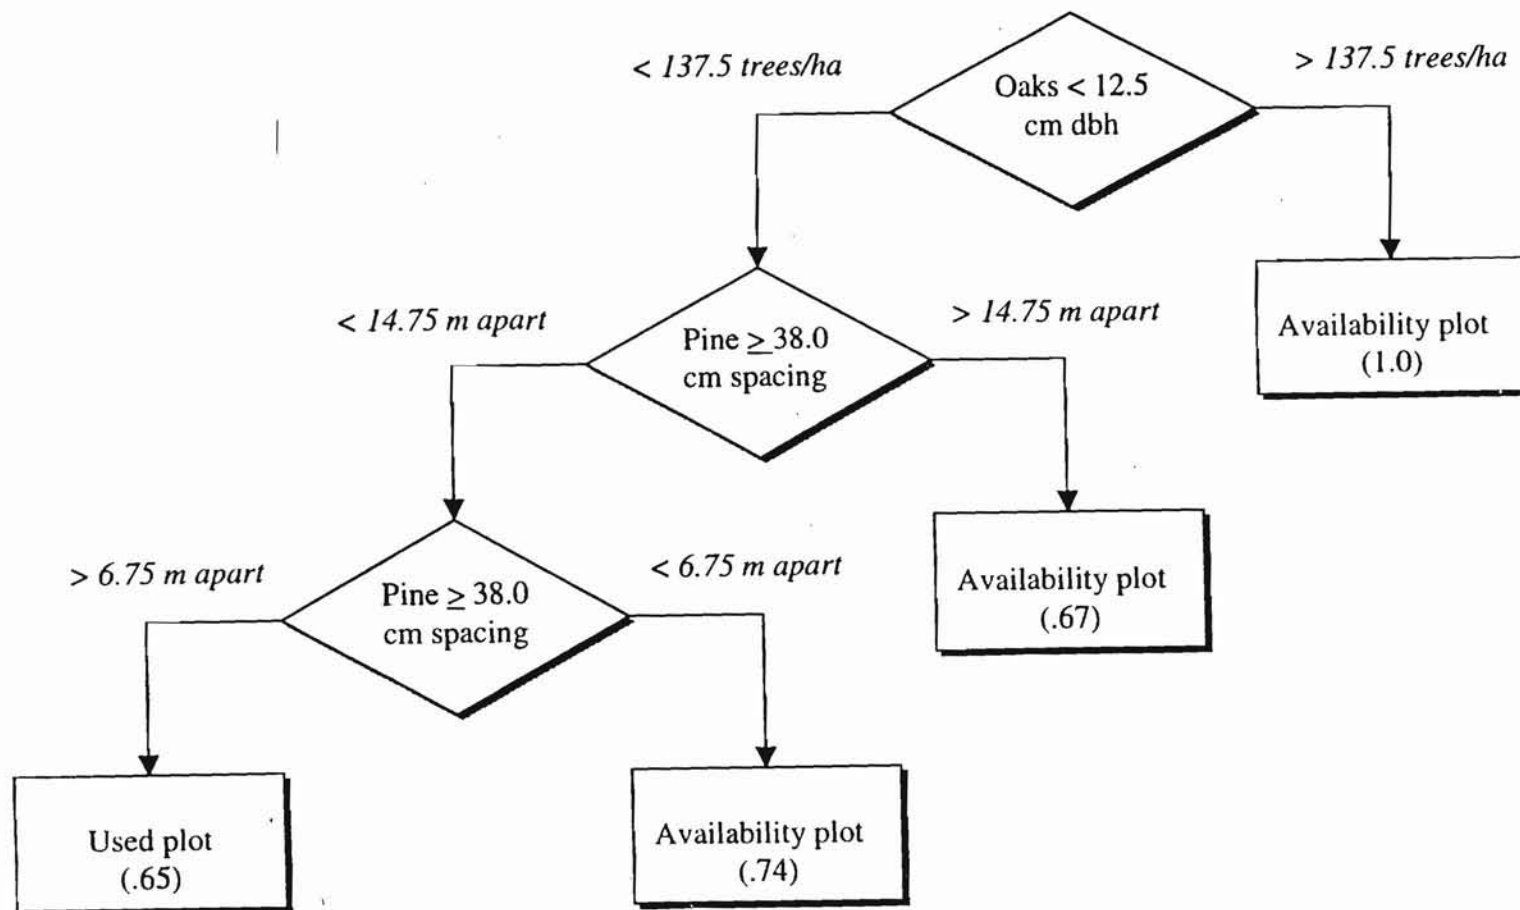 < 137.5 trees/ha
> 137.5 trees/ha
Oaks < 12.5
cm dbh
< 14.75 m apart
> 14.75 m apart
Pine ≥ 38.0
cm spacing
Availability plot
(1.0)
> 6.75 m apart
< 6.75 m apart
Pine ≥ 38.0
cm spacing
Availability plot
(.67)
Used plot
(.65)
Availability plot
(.74)